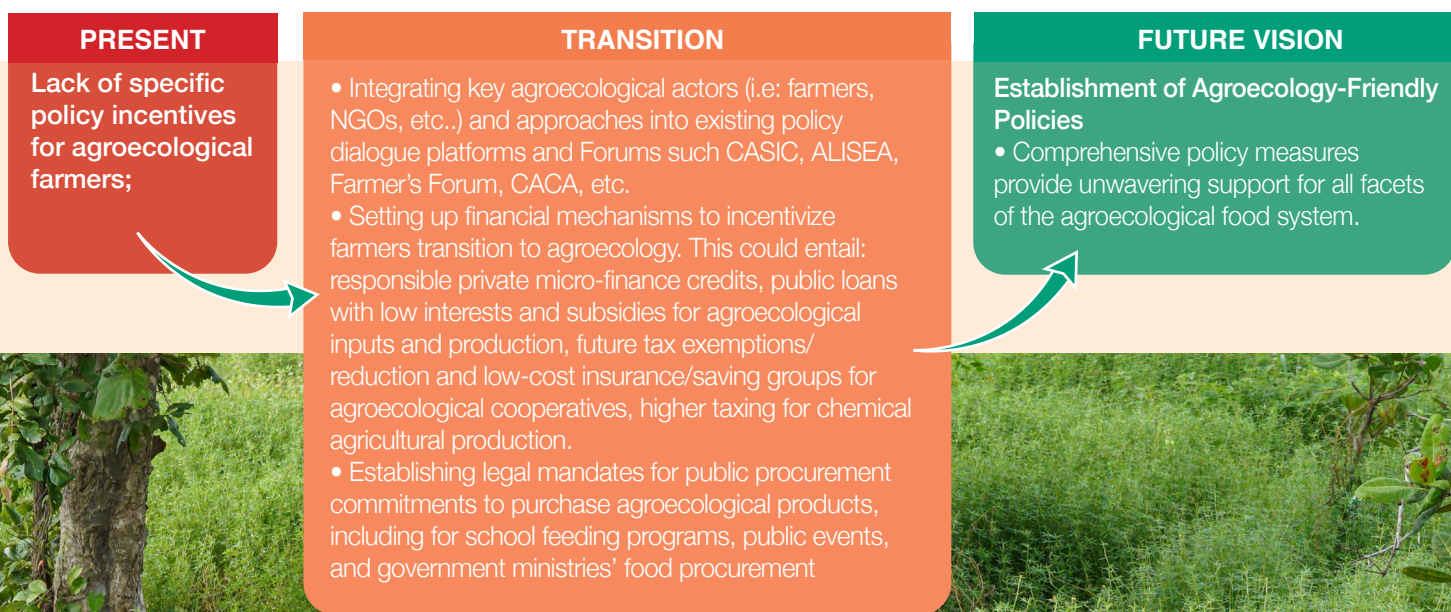 PRESENT
Lack of specific
policy incentives
for agroecological
farmers;
TRANSITION
• Integrating key agroecological actors (i.e: farmers,
NGOs, etc..) and approaches into existing policy
dialogue platforms and Forums such CASIC, ALISEA,
Farmer's Forum, CACA, etc.
• Setting up financial mechanisms to incentivize
farmers transition to agroecology. This could entail:
responsible private micro-finance credits, public loans
with low interests and subsidies for agroecological
inputs and production, future tax exemptions/
reduction and low-cost insurance/saving groups for
agroecological cooperatives, higher taxing for chemical
agricultural production.
• Establishing legal mandates for public procurement
commitments to purchase agroecological products,
including for school feeding programs, public events,
and government ministries' food procurement
FUTURE VISION
Establishment of Agroecology-Friendly
Policies
• Comprehensive policy measures
provide unwavering support for all facets
of the agroecological food system.